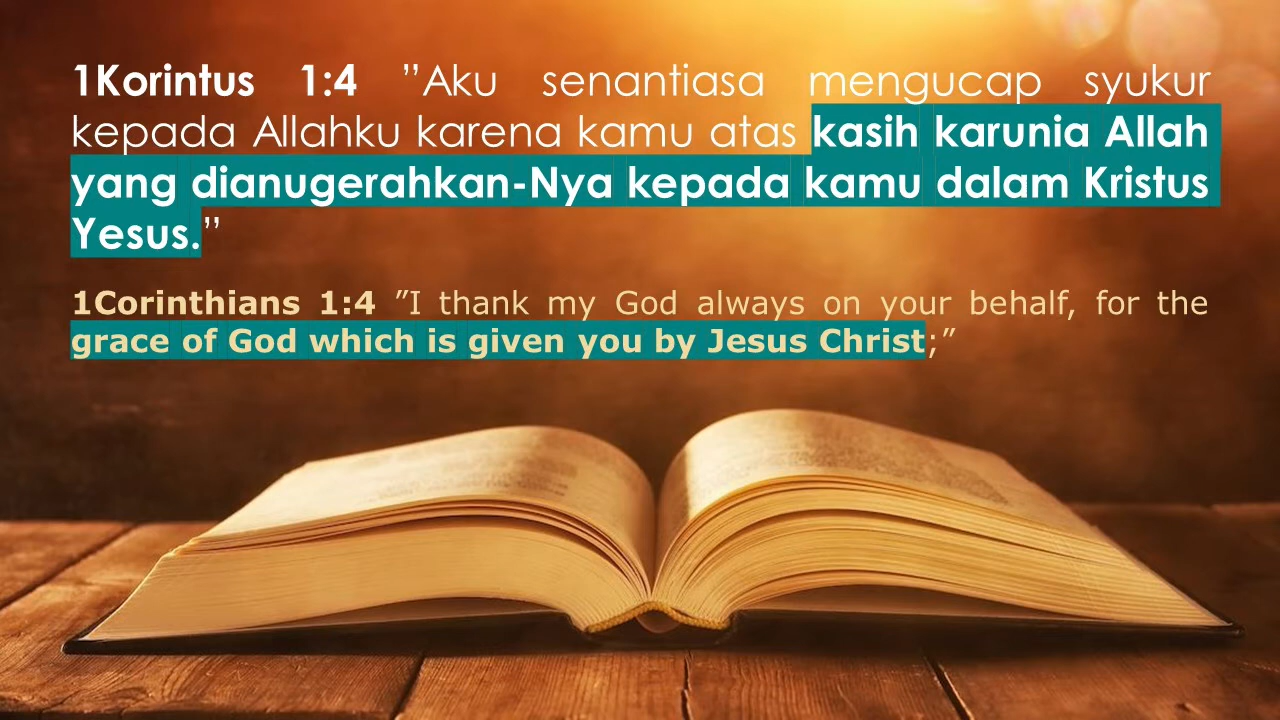 1Korintus 1:4 ”Aku senantiasa mengucap syukur
kepada Allahku karena kamu atas kasih karunia Allah
yang dianugerahkan-Nya kepada kamu dalam Kristus
Yesus.”
1Corinthians 1:4 ”I thank my God always on your behalf, for the
grace of God which is given you by Jesus Christ;”